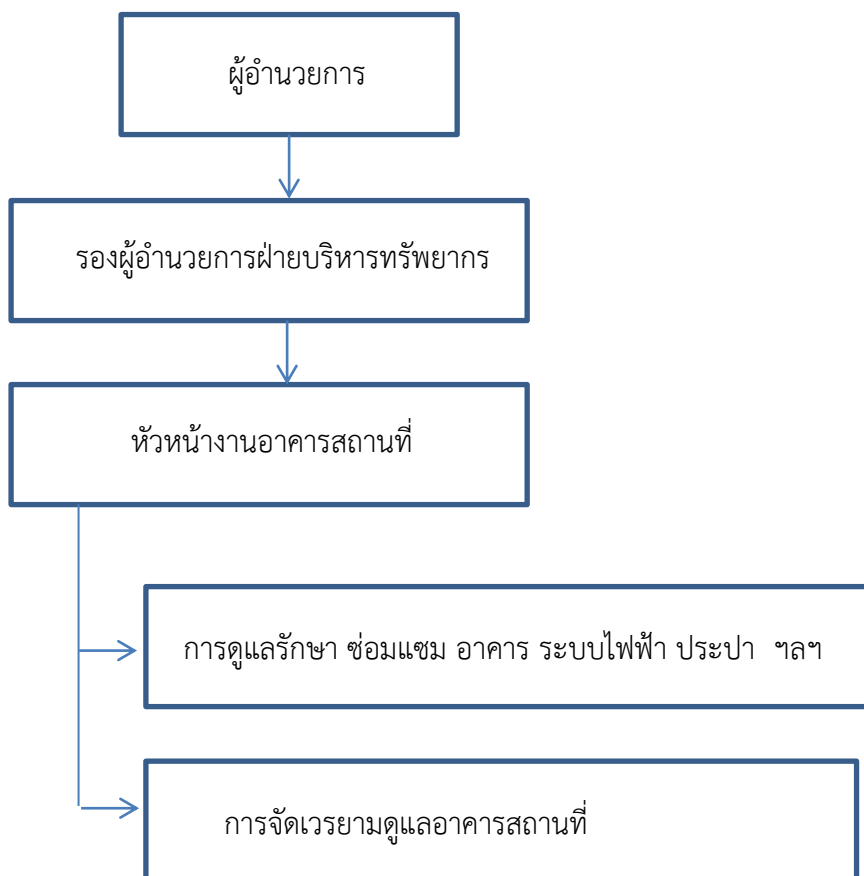 ผู้อำนวยการ
รองผู้อำนวยการฝ่ายบริหารทรัพยากร
หัวหน้างานอาคารสถานที่
การดูแลรักษา ซ่อมแซม อาคาร ระบบไฟฟ้า ประปา ฯลฯ
การจัดเวรยามดูแลอาคารสถานที่